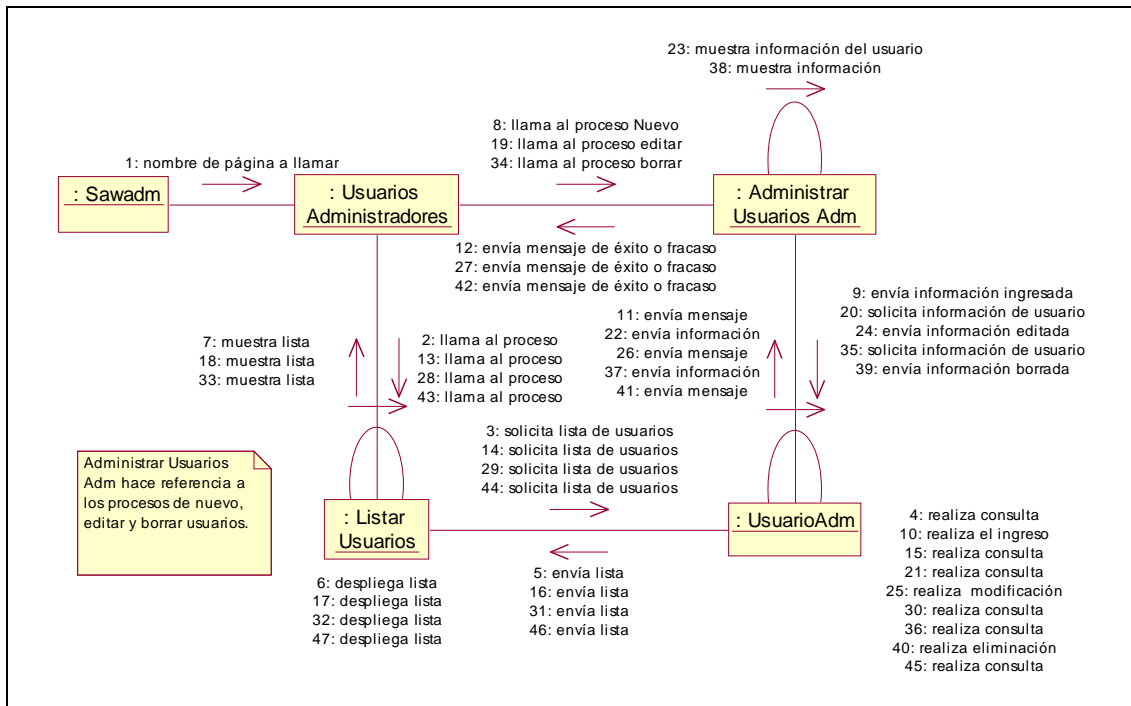 23: muestra información del usuario
38: muestra información
8: llama al proceso Nuevo
19: llama al proceso editar
34: llama al proceso borrar
1: nombre de página a llamar
: Sawadm
: Usuarios
Administradores
: Administrar
Usuarios Adm
12: envía mensaje de éxito o fracaso
27: envía mensaje de éxito o fracaso
42: envía mensaje de éxito o fracaso
9: envía información ingresada
20: solicita información de usuario
24: envía información editada
35: solicita información de usuario
39: envía información borrada
11: envía mensaje
22: envía información
26: envía mensaje
37: envía información
41: envía mensaje
7: muestra lista
18: muestra lista
33: muestra lista
2: llama al proceso
13: llama al proceso
28: llama al proceso
43: llama al proceso
3: solicita lista de usuarios
14: solicita lista de usuarios
29: solicita lista de usuarios
44: solicita lista de usuarios
Administrar Usuarios
Adm hace referencia a
los procesos de nuevo,
editar y borrar usuarios.
: Listar
Usuarios
: UsuarioAdm
6: despliega lista
17: despliega lista
32: despliega lista
47: despliega lista
5: envía lista
16: envía lista
31: envía lista
46: envía lista
4: realiza consulta
10: realiza el ingreso
15: realiza consulta
21: realiza consulta
25: realiza modificación
30: realiza consulta
36: realiza consulta
40: realiza eliminación
45: realiza consulta